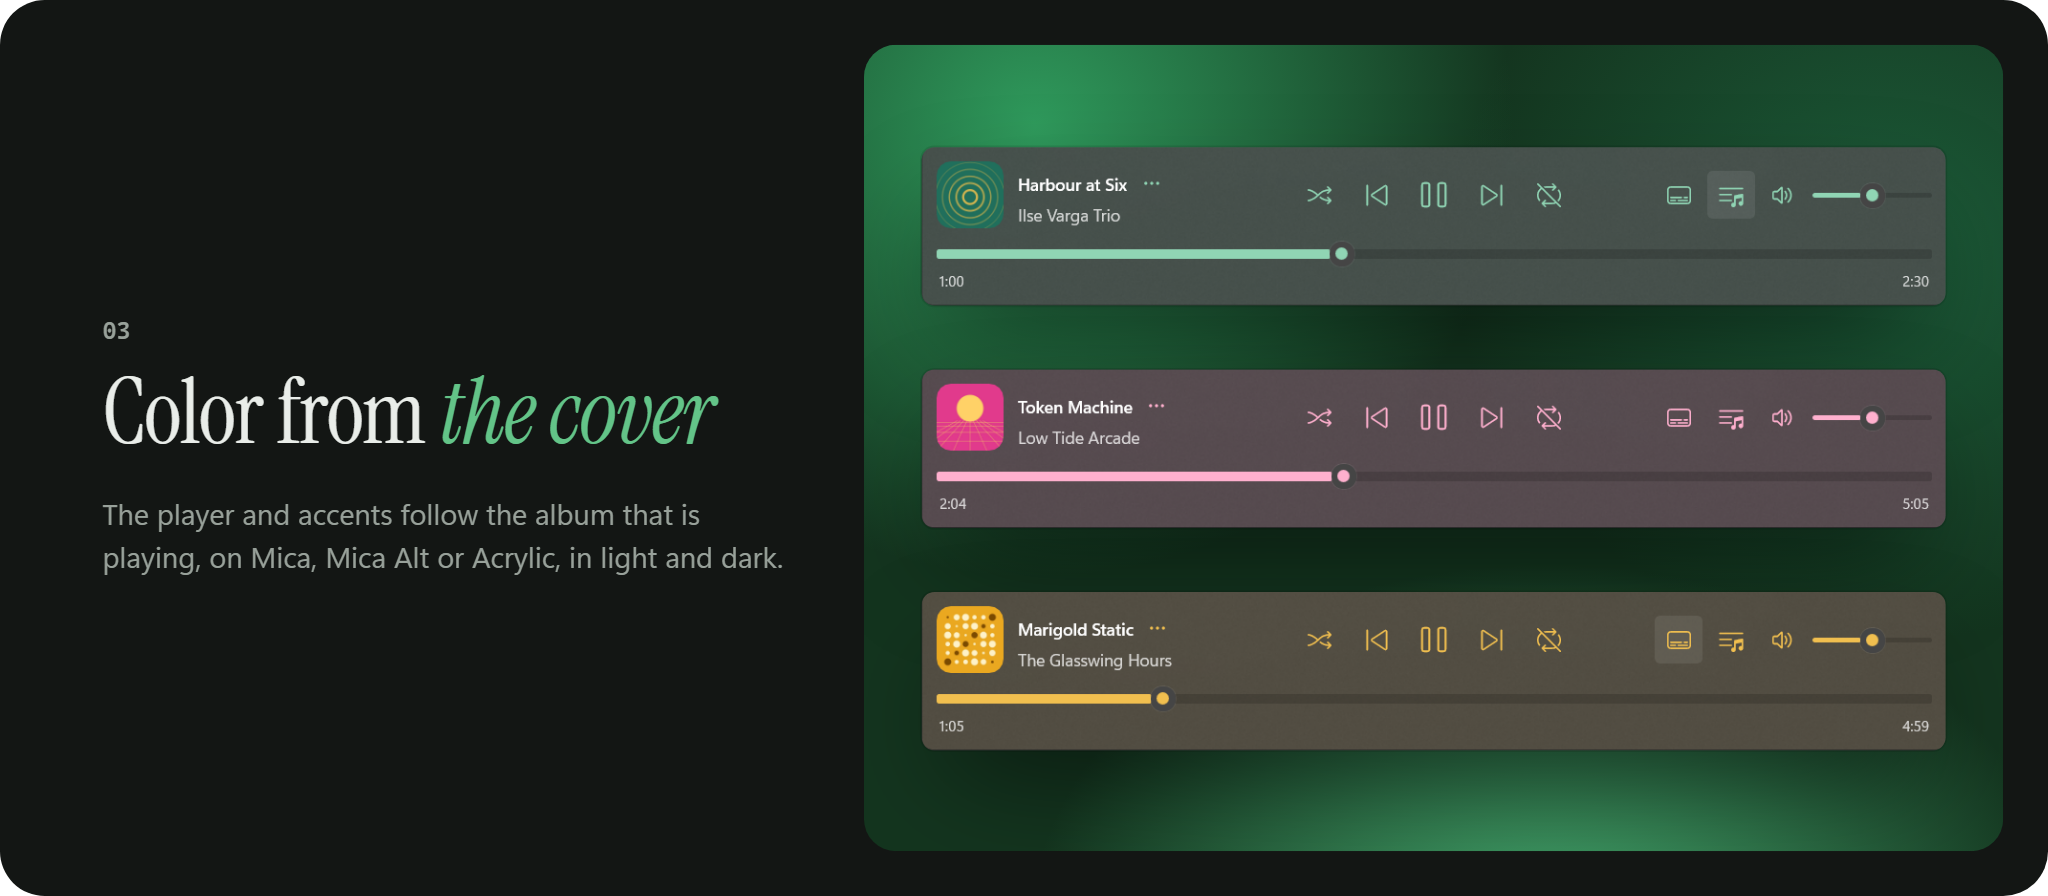 03
Color from the cover
The player and accents follow the album that is
playing, on Mica, Mica Alt or Acrylic, in light and dark.
Harbour at Six
Ilse Varga Trio
1:00
2:30
Token Machine
Low Tide Arcade
2:04
5:05
Marigold Static
The Glasswing Hours
1:05
4:59